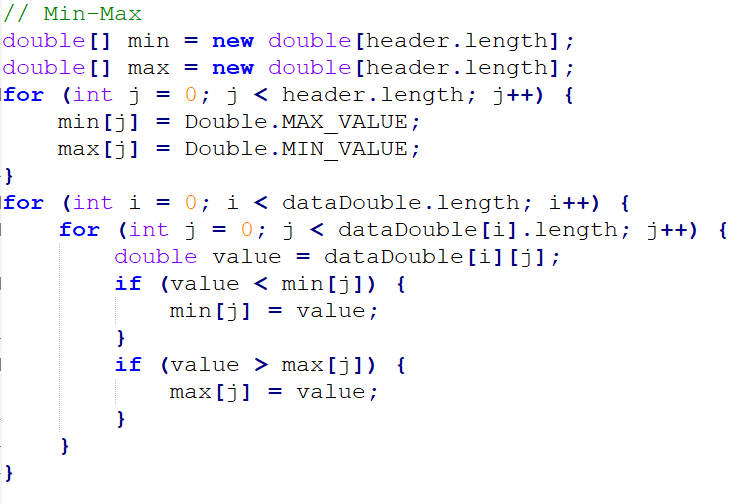 // Min-Max
double[] min = new double[header.length];
double[] max = new double[header.length];
for (int j = 0; j < header.length; j++) {
    min[j] = Double.MAX_VALUE;
    max[j] = Double.MIN_VALUE;
}
for (int i = 0; i < dataDouble.length; i++) {
    for (int j = 0; j < dataDouble[i].length; j++) {
        double value = dataDouble[i][j];
        if (value < min[j]) {
            min[j] = value;
        }
        if (value > max[j]) {
            max[j] = value;
        }
    }
}